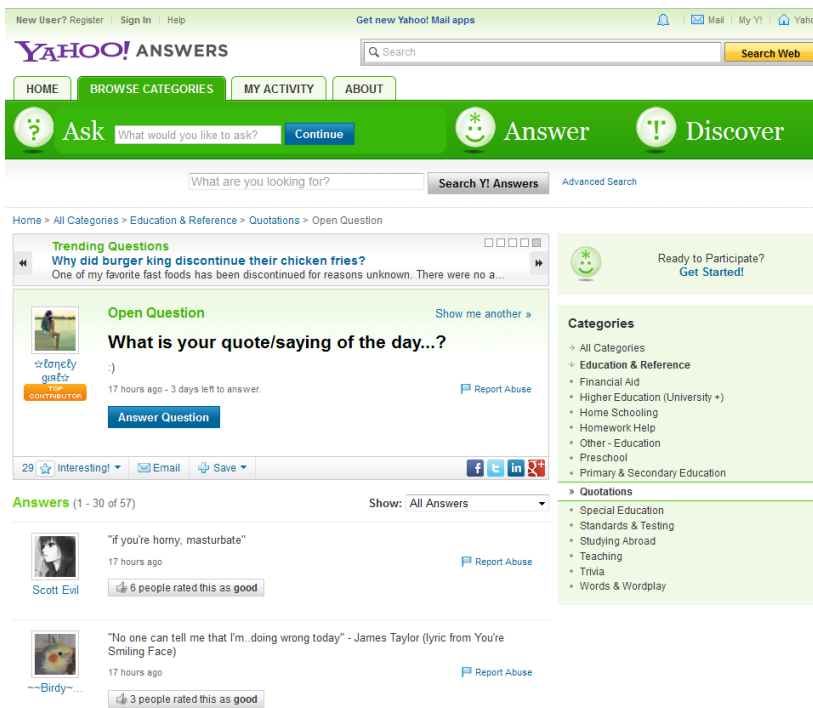 New User? Register | Sign In | Help Get new Yahoo! Mail apps Mail | My Y! | Yaho
YAHOO! ANSWERS Search Search Web
HOME BROWSE CATEGORIES MY ACTIVITY ABOUT
Ask What would you like to ask? Continue Answer Discover
What are you looking for? Search Y! Answers Advanced Search
Home > All Categories > Education & Reference > Quotations > Open Question
Trending Questions
Why did burger king discontinue their chicken fries?
One of my favorite fast foods has been discontinued for reasons unknown. There were no a...
Open Question Show me another »
What is your quote/saying of the day...?
:)
17 hours ago - 3 days left to answer.
Report Abuse
Answer Question
TOP
CONTRIBUTOR
29 Interesting! Email Save
Answers (1 - 30 of 57) Show: All Answers
"if you're horny, masturbate"
17 hours ago Report Abuse
6 people rated this as good
Scott Evil
"No one can tell me that I'm..doing wrong today" - James Taylor (lyric from You're
Smiling Face)
17 hours ago Report Abuse
3 people rated this as good
~~Birdy~...
Ready to Participate?
Get Started!
Categories
All Categories
Education & Reference
Financial Aid
Higher Education (University +)
Home Schooling
Homework Help
Other - Education
Preschool
Primary & Secondary Education
» Quotations
Special Education
Standards & Testing
Studying Abroad
Teaching
Trivia
Words & Wordplay